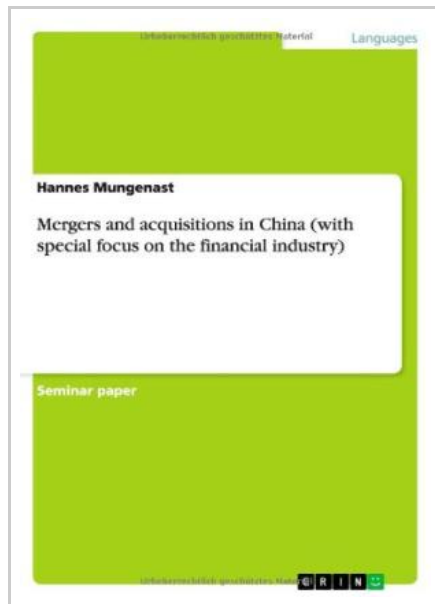 Urheberrechtlich geschütztes Material
Languages
Hannes Mungenast
Mergers and acquisitions in China (with
special focus on the financial industry)
Seminar paper
Urheberrechtlich geschütztes Material
GRIN